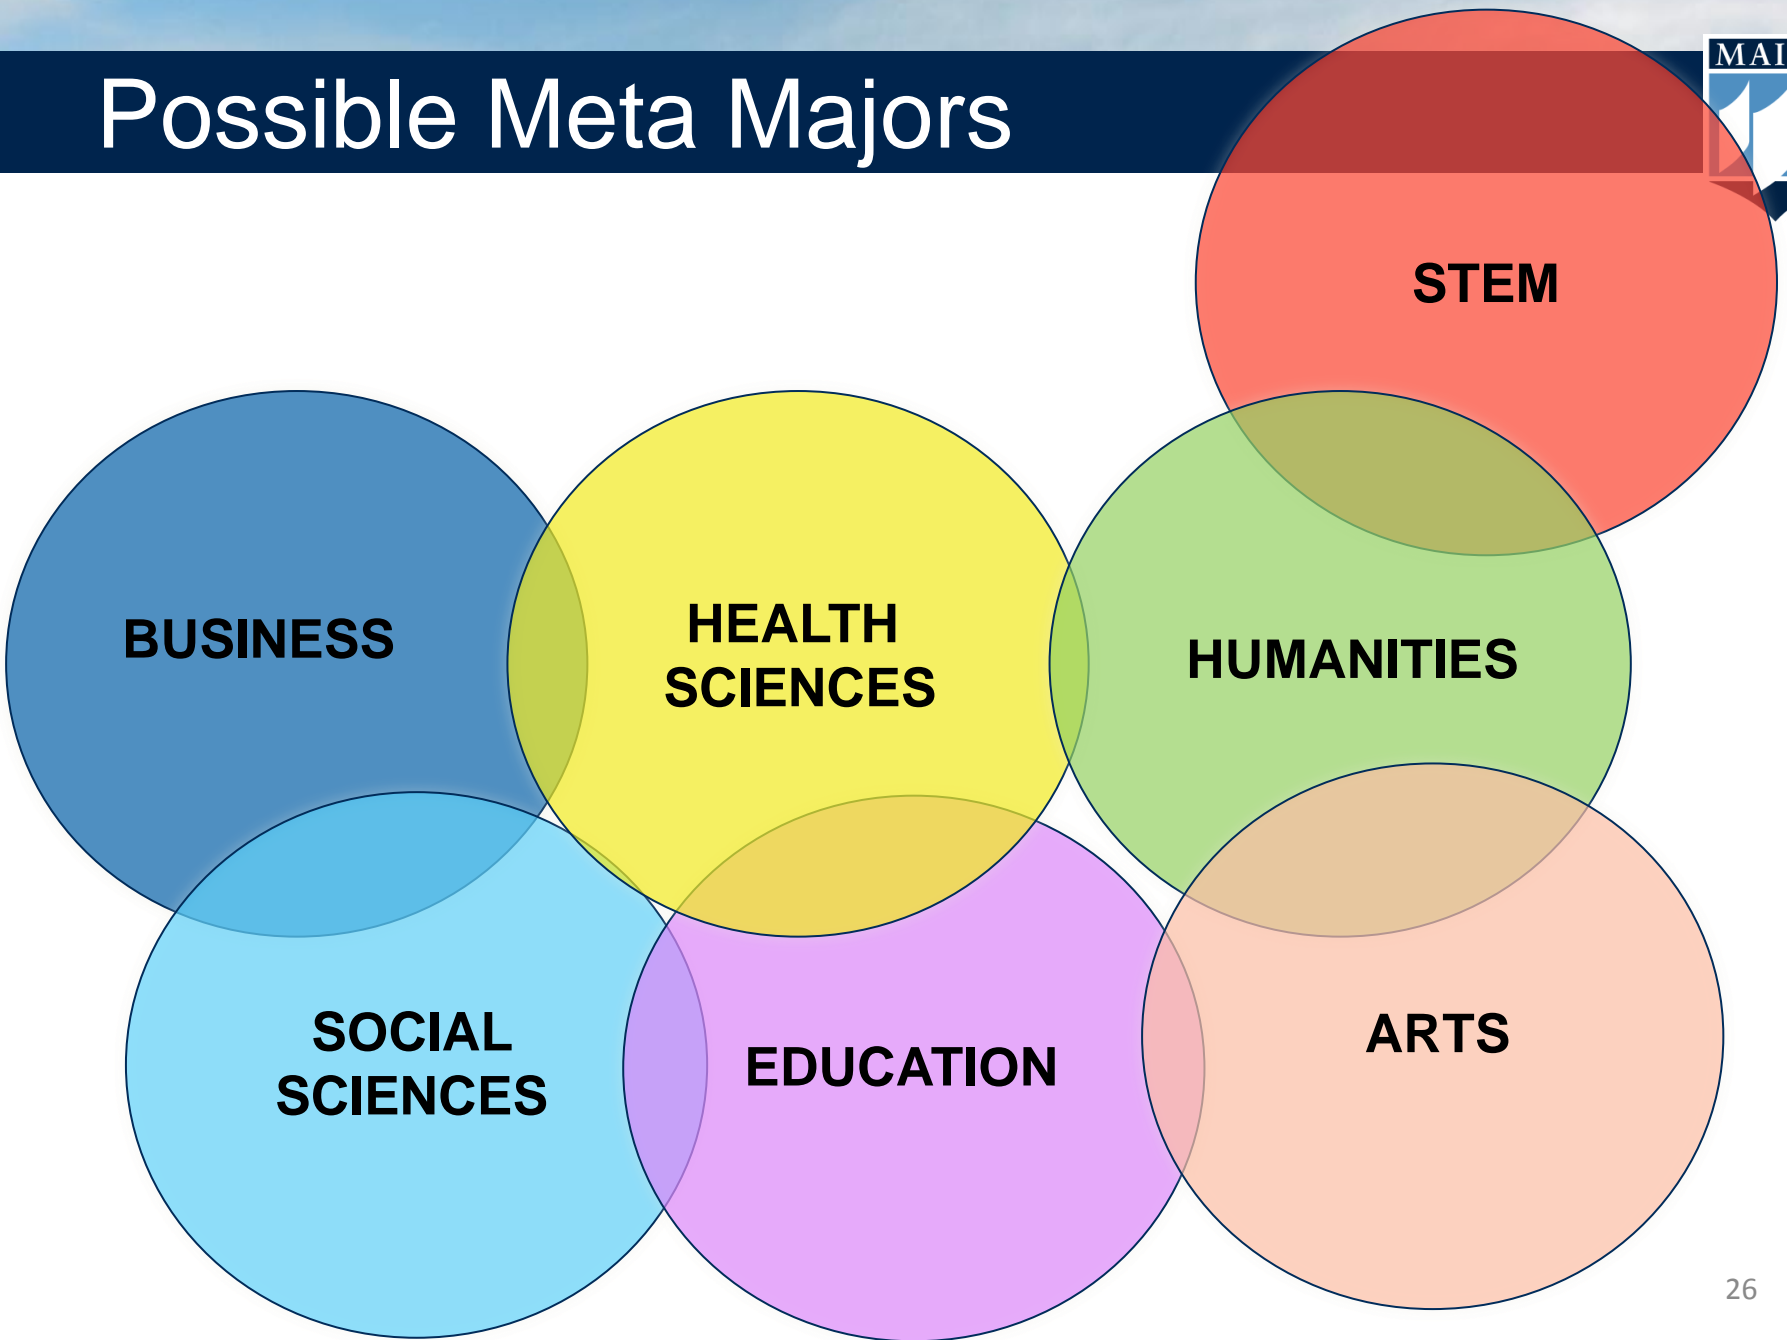 Possible Meta Majors
MAI
STEM
BUSINESS
HEALTH
SCIENCES
HUMANITIES
SOCIAL
SCIENCES
EDUCATION
ARTS
26